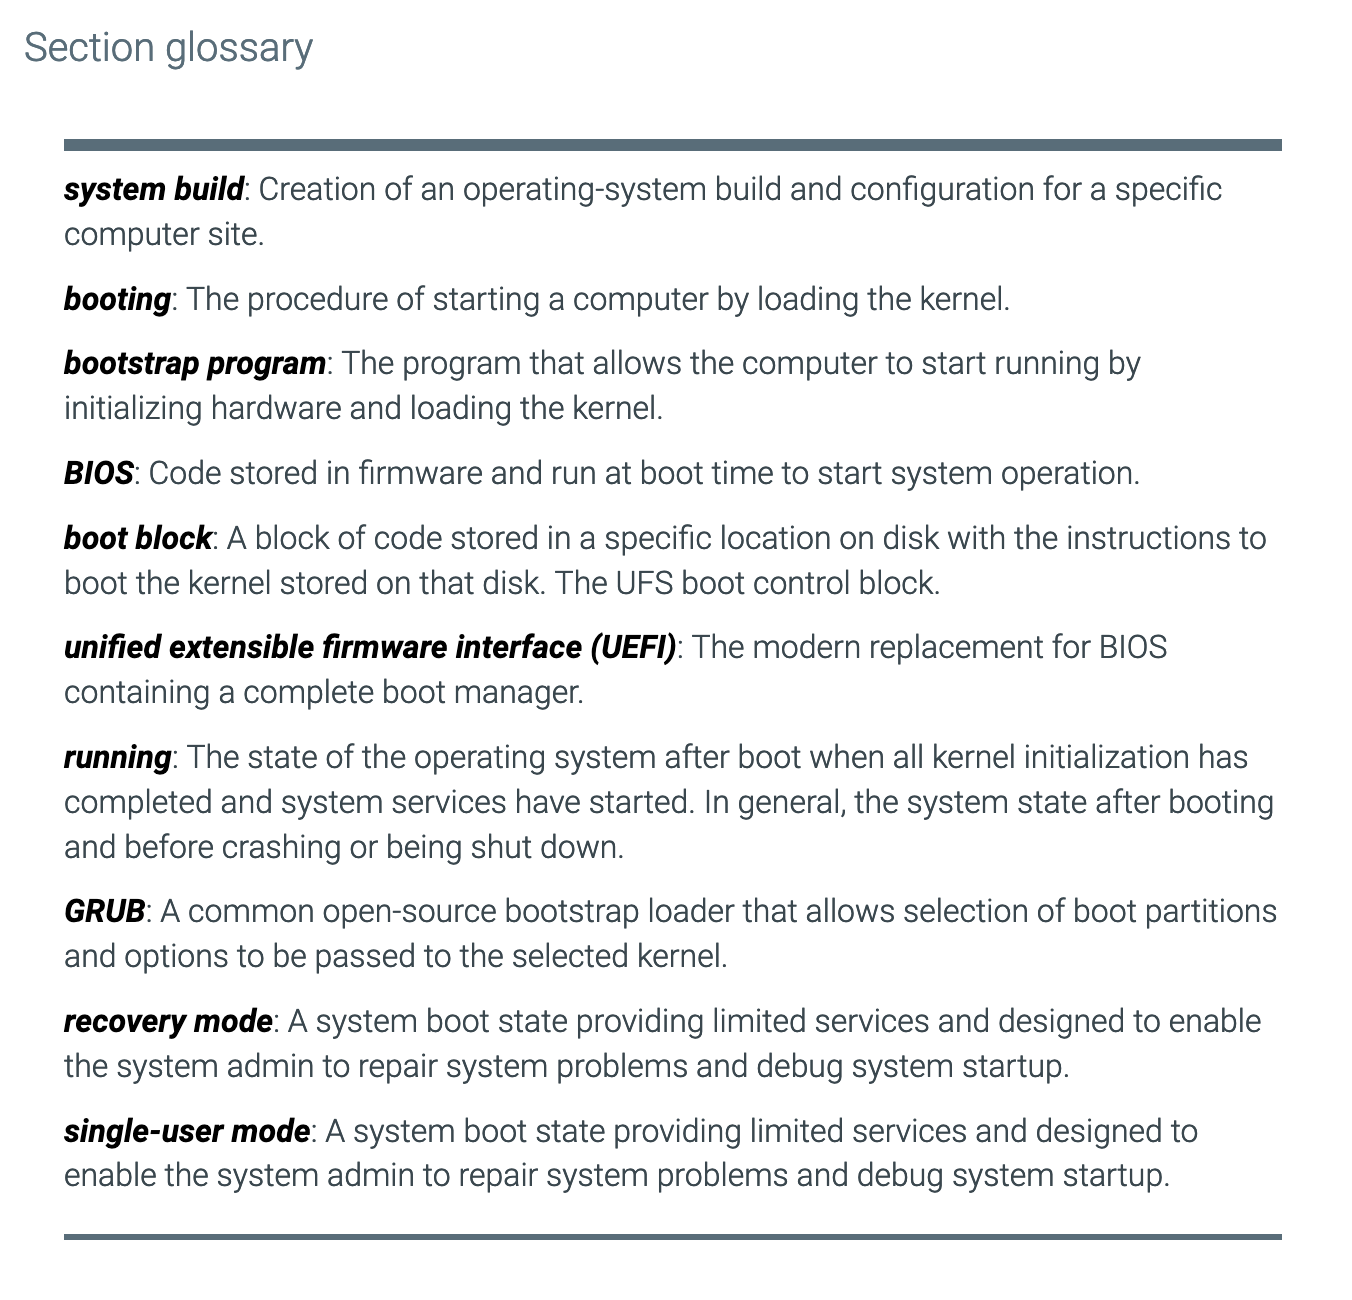 Section glossary
system build: Creation of an operating-system build and configuration for a specific
computer site.
booting: The procedure of starting a computer by loading the kernel.
bootstrap program: The program that allows the computer to start running by
initializing hardware and loading the kernel.
BIOS: Code stored in firmware and run at boot time to start system operation.
boot block: A block of code stored in a specific location on disk with the instructions to
boot the kernel stored on that disk. The UFS boot control block.
unified extensible firmware interface (UEFI): The modern replacement for BIOS
containing a complete boot manager.
running: The state of the operating system after boot when all kernel initialization has
completed and system services have started. In general, the system state after booting
and before crashing or being shut down.
GRUB: A common open-source bootstrap loader that allows selection of boot partitions
and options to be passed to the selected kernel.
recovery mode: A system boot state providing limited services and designed to enable
the system admin to repair system problems and debug system startup.
single-user mode: A system boot state providing limited services and designed to
enable the system admin to repair system problems and debug system startup.